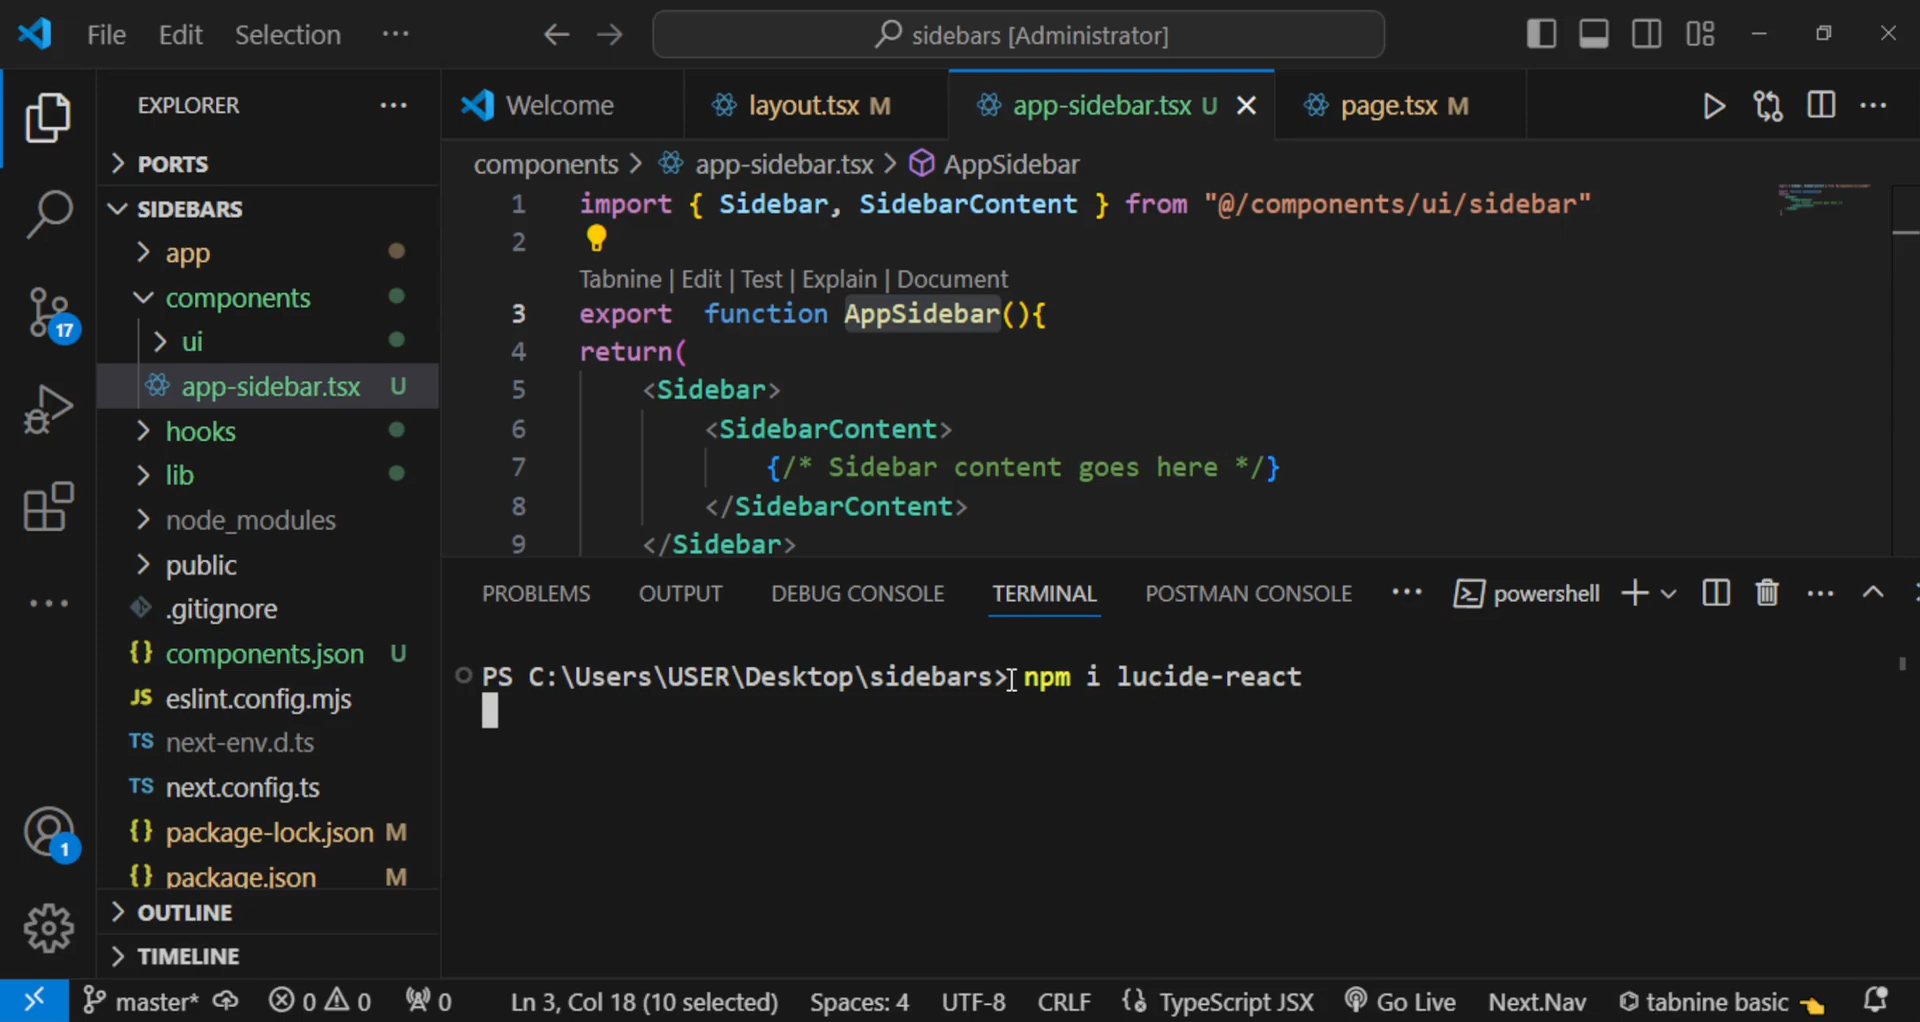 File Edit Selection ··· sidebars [Administrator]
EXPLORER ···
PORTS
SIDEBARS
app
components
ui
app-sidebar.tsx U
hooks
lib
node_modules
public
.gitignore
{} components.json U
JS eslint.config.mjs
TS next-env.d.ts
TS next.config.ts
{} package-lock.json M
{} package.json M
OUTLINE
TIMELINE
17
1
Welcome layout.tsx M app-sidebar.tsx U page.tsx M
components > app-sidebar.tsx > AppSidebar
1 import { Sidebar, SidebarContent } from "@/components/ui/sidebar"
2
Tabnine | Edit | Test | Explain | Document
3 export  function AppSidebar(){
4 return(
5 <Sidebar>
6 <SidebarContent>
7 {/* Sidebar content goes here */}
8 </SidebarContent>
9 </Sidebar>
PROBLEMS OUTPUT DEBUG CONSOLE TERMINAL POSTMAN CONSOLE ··· powershell
PS C:\Users\USER\Desktop\sidebars> npm i lucide-react
master* 0 0 0 Ln 3, Col 18 (10 selected) Spaces: 4 UTF-8 CRLF TypeScript JSX Go Live Next.Nav tabnine basic